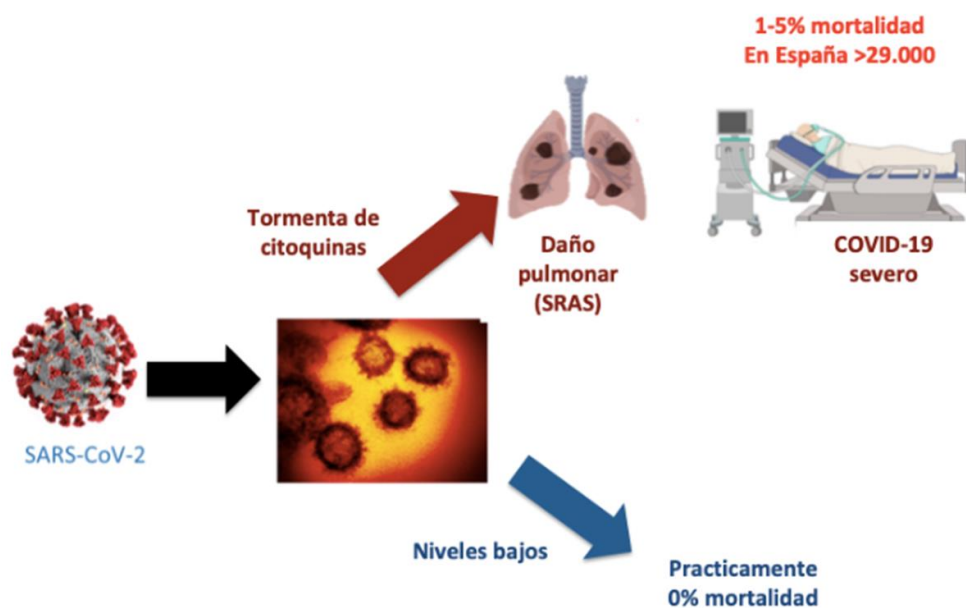 1-5% mortalidad
En España >29.000
Tormenta de
citoquinas
Daño
pulmonar
(SRAS)
COVID-19
severo
SARS-CoV-2
Niveles bajos
Practicamente
0% mortalidad